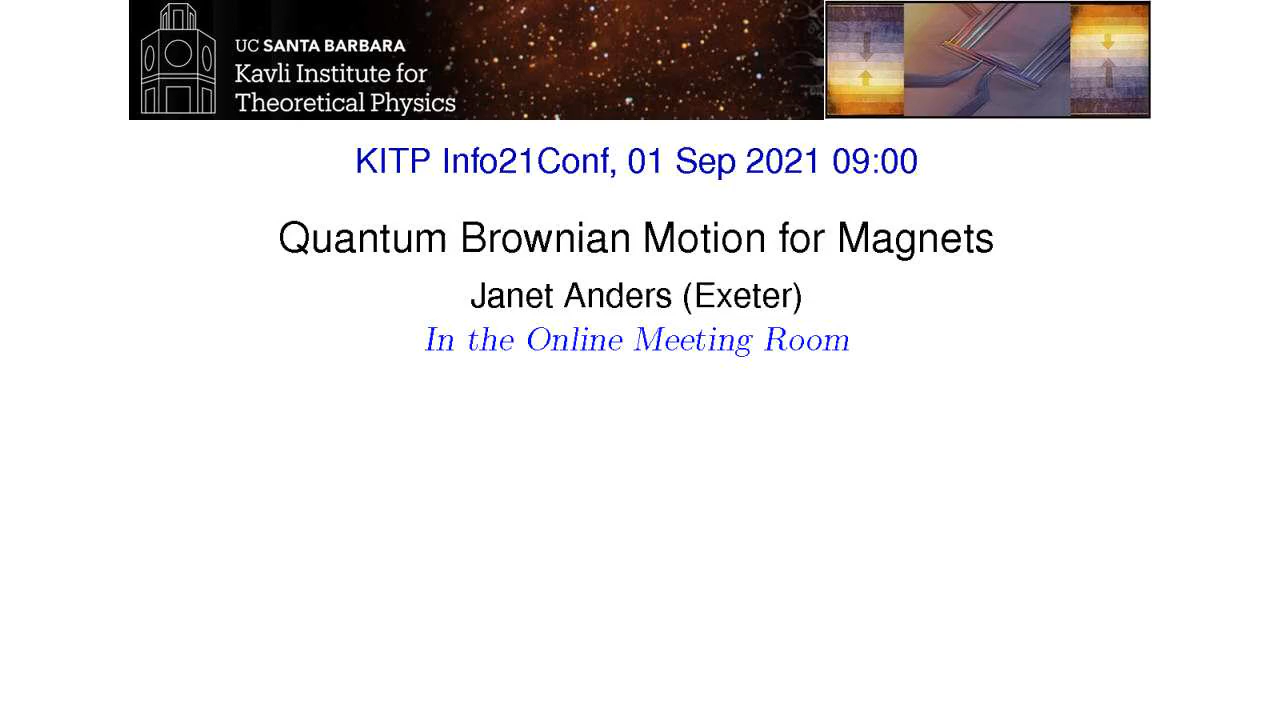 UC SANTA BARBARA
Kavli Institute for
Theoretical Physics
KITP Info21Conf, 01 Sep 2021 09:00
Quantum Brownian Motion for Magnets
Janet Anders (Exeter)
In the Online Meeting Room